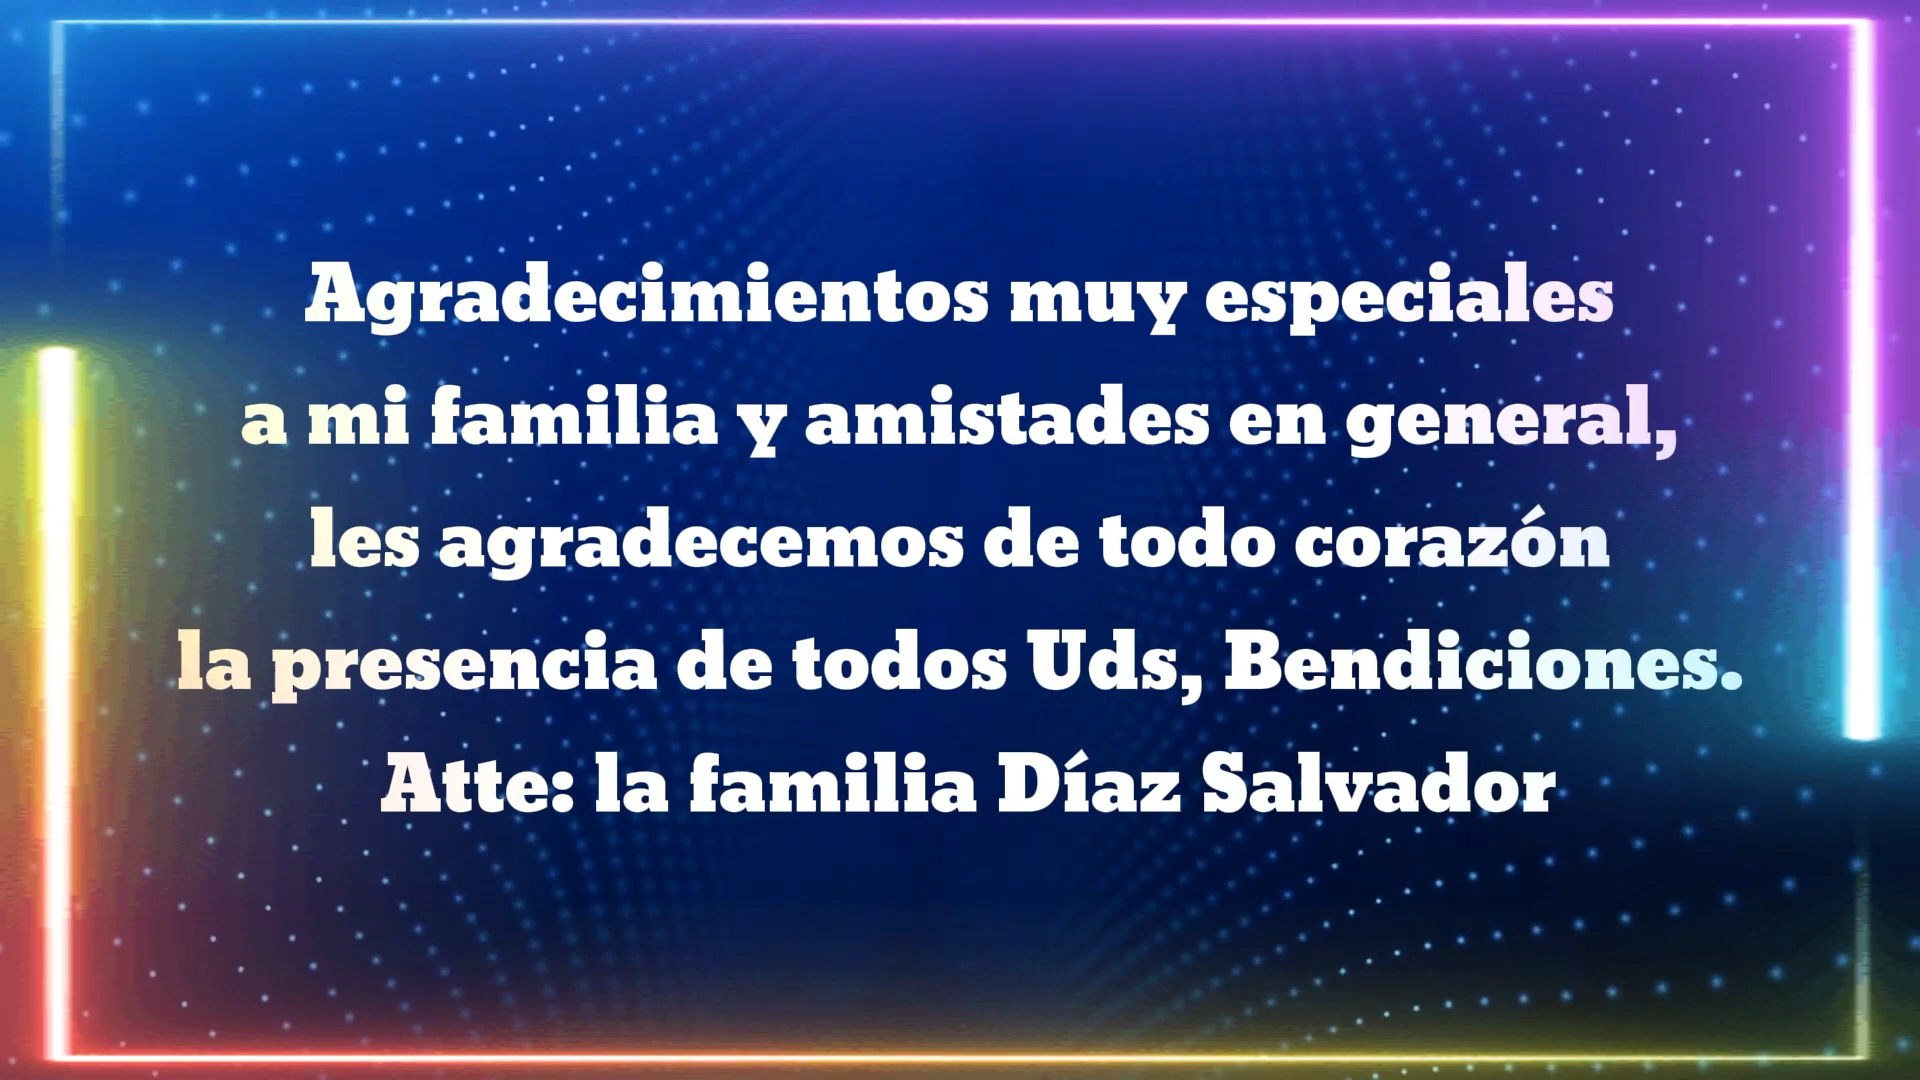 Agradecimientos muy especiales
a mi familia y amistades en general,
les agradecemos de todo corazón
la presencia de todos Uds, Bendiciones.
Atte: la familia Díaz Salvador